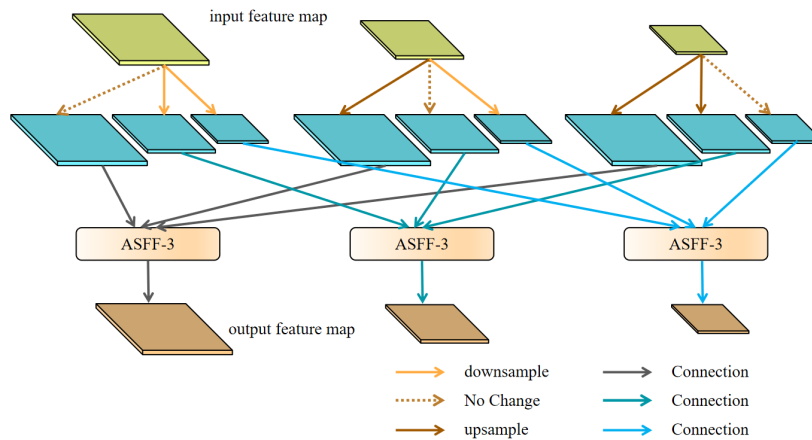 input feature map
ASFF-3 ASFF-3 ASFF-3
output feature map
downsample Connection
No Change Connection
upsample Connection